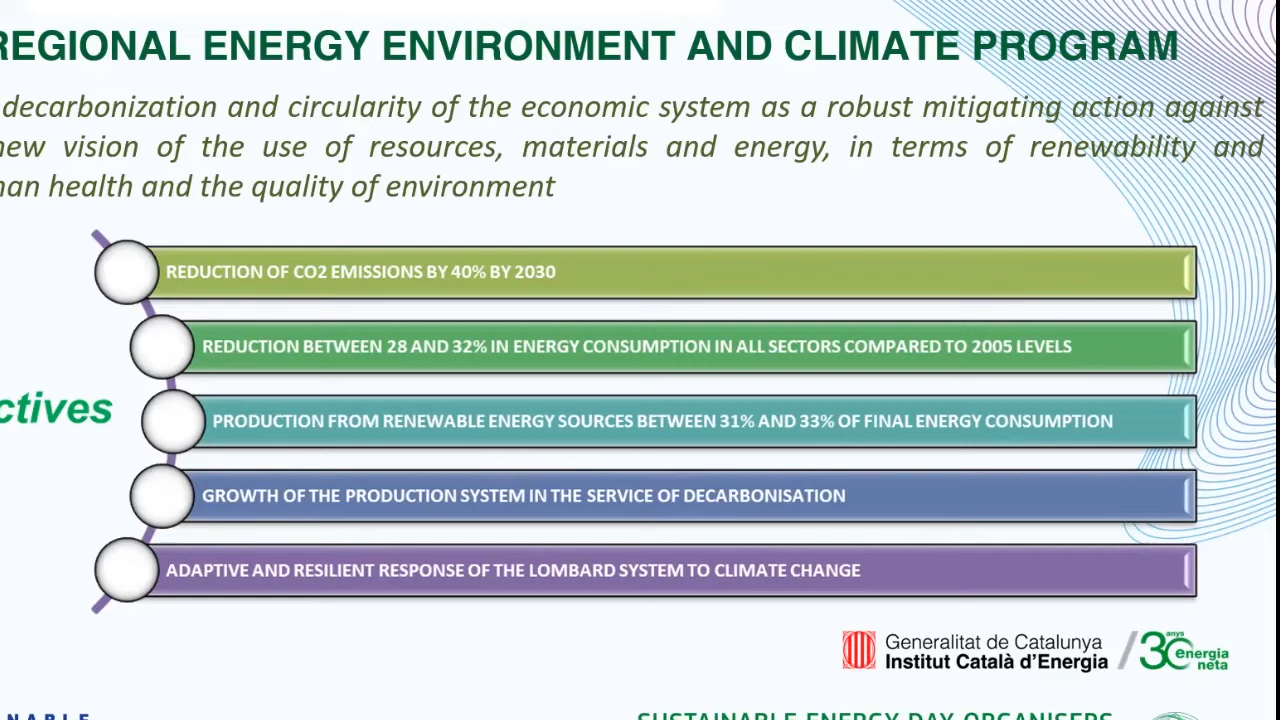 REGIONAL ENERGY ENVIRONMENT AND CLIMATE PROGRAM
decarbonization and circularity of the economic system as a robust mitigating action against
new vision of the use of resources, materials and energy, in terms of renewability and
health and the quality of environment
REDUCTION OF CO2 EMISSIONS BY 40% BY 2030
REDUCTION BETWEEN 28 AND 32% IN ENERGY CONSUMPTION IN ALL SECTORS COMPARED TO 2005 LEVELS
ctives
PRODUCTION FROM RENEWABLE ENERGY SOURCES BETWEEN 31% AND 33% OF FINAL ENERGY CONSUMPTION
GROWTH OF THE PRODUCTION SYSTEM IN THE SERVICE OF DECARBONISATION
ADAPTIVE AND RESILIENT RESPONSE OF THE LOMBARD SYSTEM TO CLIMATE CHANGE
Generalitat de Catalunya
Institut Català d'Energia
30 anys energia
neta
SUSTAINABLE ENERGY DAY ORGANISERS